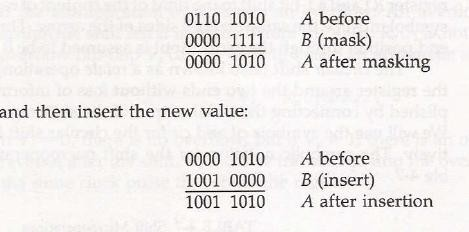 0110 1010 A before
0000 1111 B (mask)
0000 1010 A after masking
and then insert the new value:
0000 1010 A before
1001 0000 B (insert)
1001 1010 A after insertion